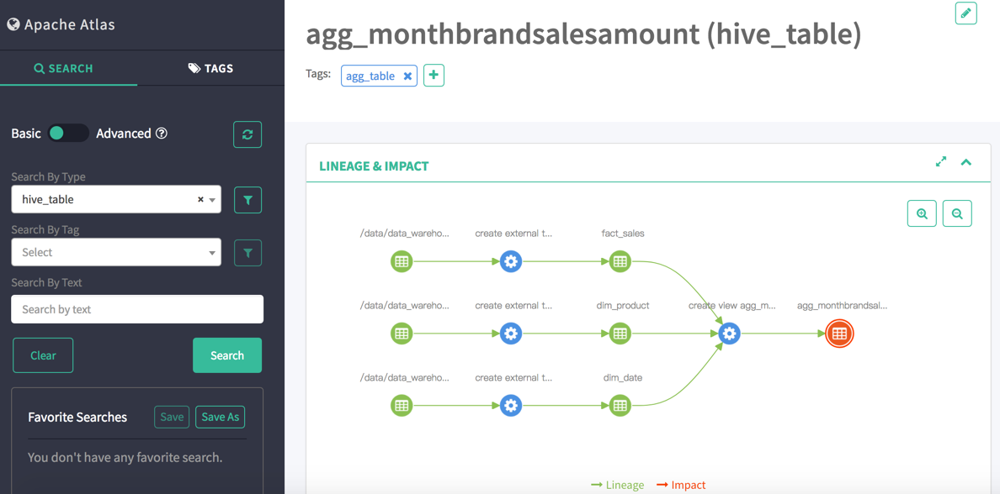 Apache Atlas
SEARCH
TAGS
Basic
Advanced
Search By Type
hive_table
Search By Tag
Select
Search By Text
Search by text
Clear
Search
Favorite Searches
Save
Save As
You don't have any favorite search.
agg_monthbrandsalesamount (hive_table)
Tags:
agg_table
LINEAGE & IMPACT
/data/data_wareho...
create external t...
fact_sales
/data/data_wareho...
create external t...
dim_product
create view agg_m...
agg_monthbrandsal...
/data/data_wareho...
create external t...
dim_date
Lineage
Impact